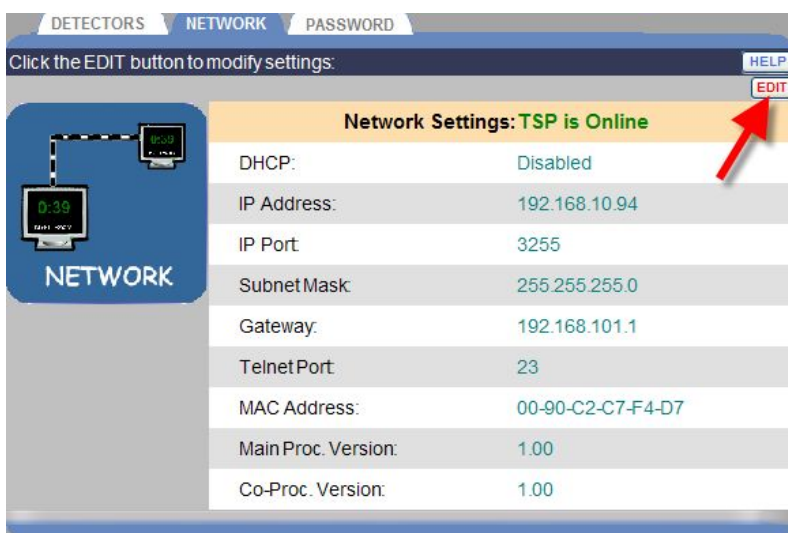 DETECTORS NETWORK PASSWORD
Click the EDIT button to modify settings:
HELP
EDIT
Network Settings: TSP is Online
DHCP: Disabled
IP Address: 192.168.10.94
IP Port: 3255
Subnet Mask: 255.255.255.0
Gateway: 192.168.101.1
Telnet Port: 23
MAC Address: 00-90-C2-C7-F4-D7
Main Proc. Version: 1.00
Co-Proc. Version: 1.00
0:39
0:39
NETWORK